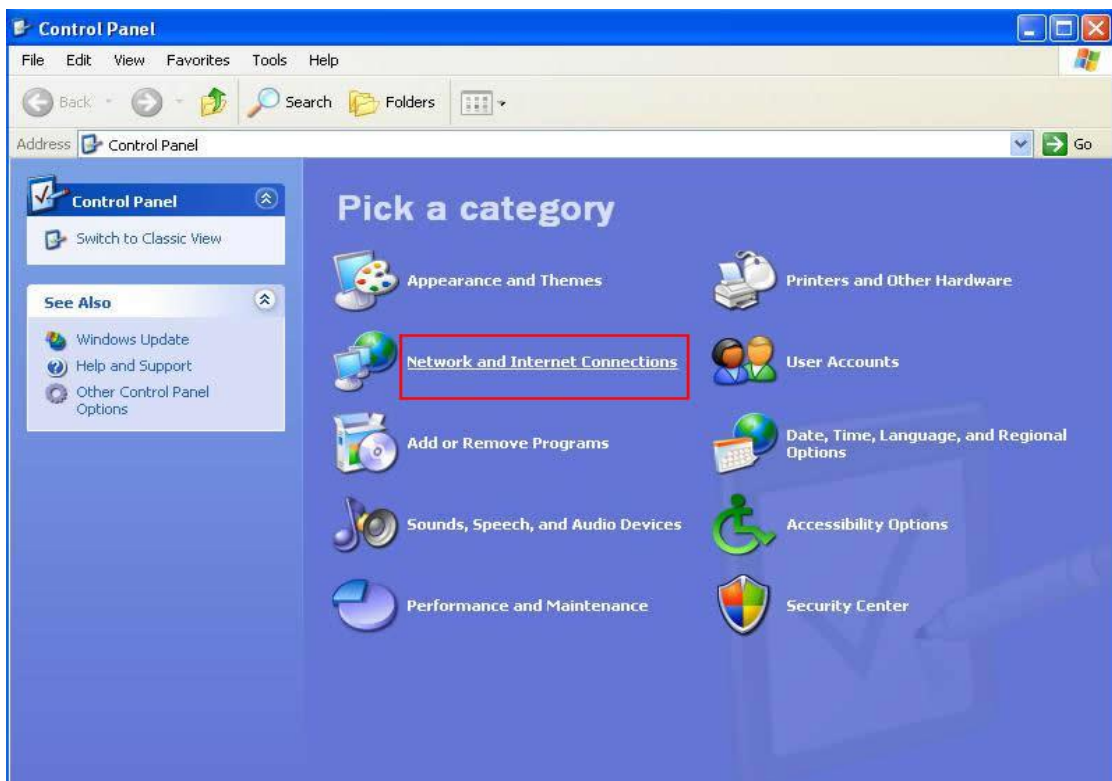 Control Panel
File Edit View Favorites Tools Help
Back Search Folders
Address Control Panel Go
Control Panel
Switch to Classic View
See Also
Windows Update
Help and Support
Other Control Panel
Options
Pick a category
Appearance and Themes
Printers and Other Hardware
Network and Internet Connections
User Accounts
Add or Remove Programs
Date, Time, Language, and Regional
Options
Sounds, Speech, and Audio Devices
Accessibility Options
Performance and Maintenance
Security Center